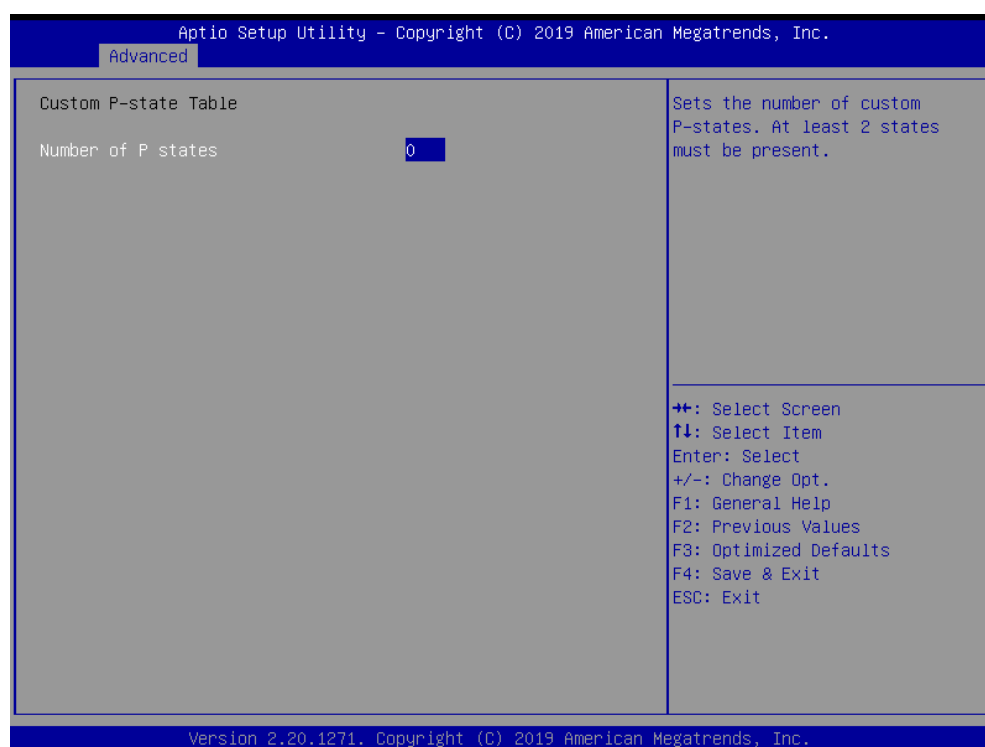 Aptio Setup Utility – Copyright (C) 2019 American Megatrends, Inc.
Advanced
Custom P-state Table
Number of P states 0
Sets the number of custom
P-states. At least 2 states
must be present.
→←: Select Screen
↑↓: Select Item
Enter: Select
+/-: Change Opt.
F1: General Help
F2: Previous Values
F3: Optimized Defaults
F4: Save & Exit
ESC: Exit
Version 2.20.1271. Copyright (C) 2019 American Megatrends, Inc.